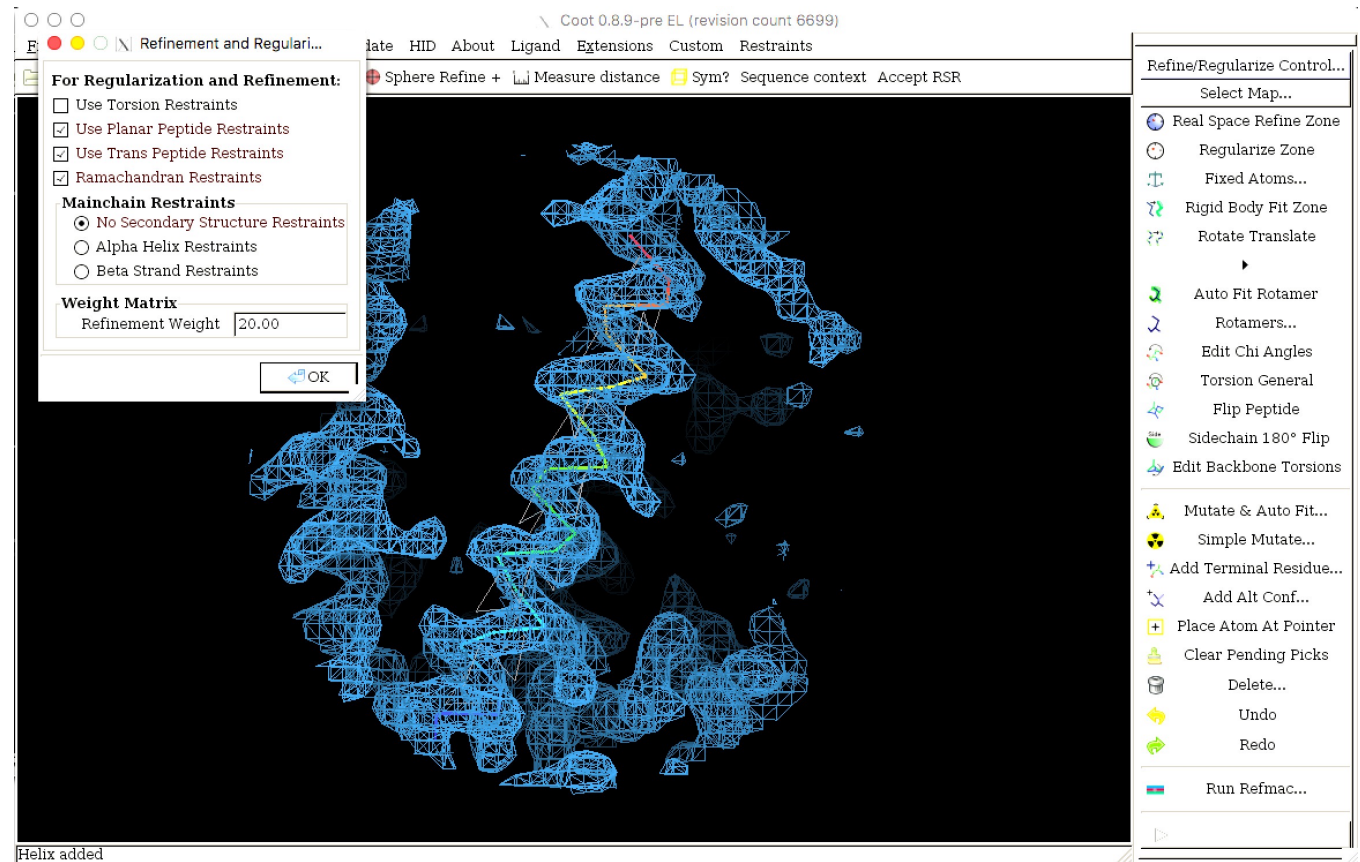 Coot 0.8.9-pre EL (revision count 6699)
HID About Ligand Extensions Custom Restraints
Sphere Refine + Measure distance Sym? Sequence context Accept RSR
Refinement and Regulari...
For Regularization and Refinement:
Use Torsion Restraints
Use Planar Peptide Restraints
Use Trans Peptide Restraints
Ramachandran Restraints
Mainchain Restraints
No Secondary Structure Restraints
Alpha Helix Restraints
Beta Strand Restraints
Weight Matrix
Refinement Weight 20.00
OK
Refine/Regularize Control...
Select Map...
Real Space Refine Zone
Regularize Zone
Fixed Atoms...
Rigid Body Fit Zone
Rotate Translate
Auto Fit Rotamer
Rotamers...
Edit Chi Angles
Torsion General
Flip Peptide
Side
Sidechain 180° Flip
Edit Backbone Torsions
Mutate & Auto Fit...
Simple Mutate...
Add Terminal Residue...
Add Alt Conf...
Place Atom At Pointer
Clear Pending Picks
Delete...
Undo
Redo
Run Refmac...
Helix added